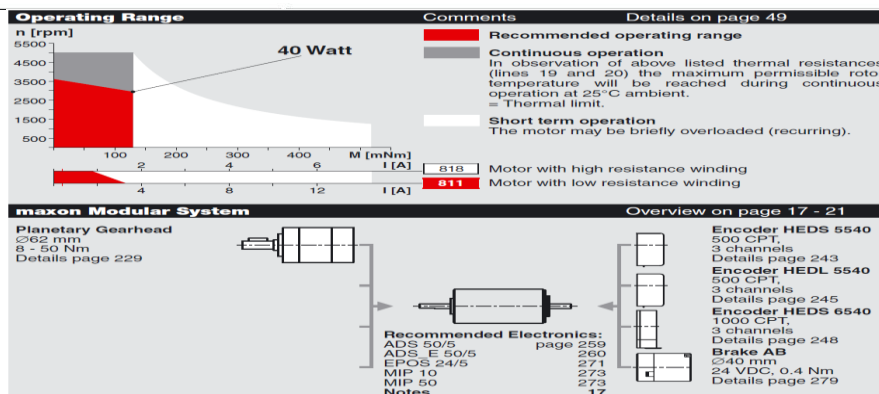 Operating Range
Comments
Details on page 49
n [rpm]
5500
4500
3500
2500
1500
500
40 Watt
100
200
300
400
M [mNm]
2
4
6
I [A]
4
8
12
I [A]
Recommended operating range
Continuous operation
In observation of above listed thermal resistances
(lines 19 and 20) the maximum permissible roto
temperature will be reached during continuous
operation at 25°C ambient.
= Thermal limit.
Short term operation
The motor may be briefly overloaded (recurring).
818 Motor with high resistance winding
811 Motor with low resistance winding
maxon Modular System
Overview on page 17 - 21
Planetary Gearhead
Ø62 mm
8 - 50 Nm
Details page 229
Recommended Electronics:
ADS 50/5 page 259
ADS_E 50/5 260
EPOS 24/5 271
MIP 10 273
MIP 50 273
Notes 17
Encoder HEDS 5540
500 CPT,
3 channels
Details page 243
Encoder HEDL 5540
500 CPT,
3 channels
Details page 245
Encoder HEDS 6540
1000 CPT,
3 channels
Details page 248
Brake AB
Ø40 mm
24 VDC, 0.4 Nm
Details page 279